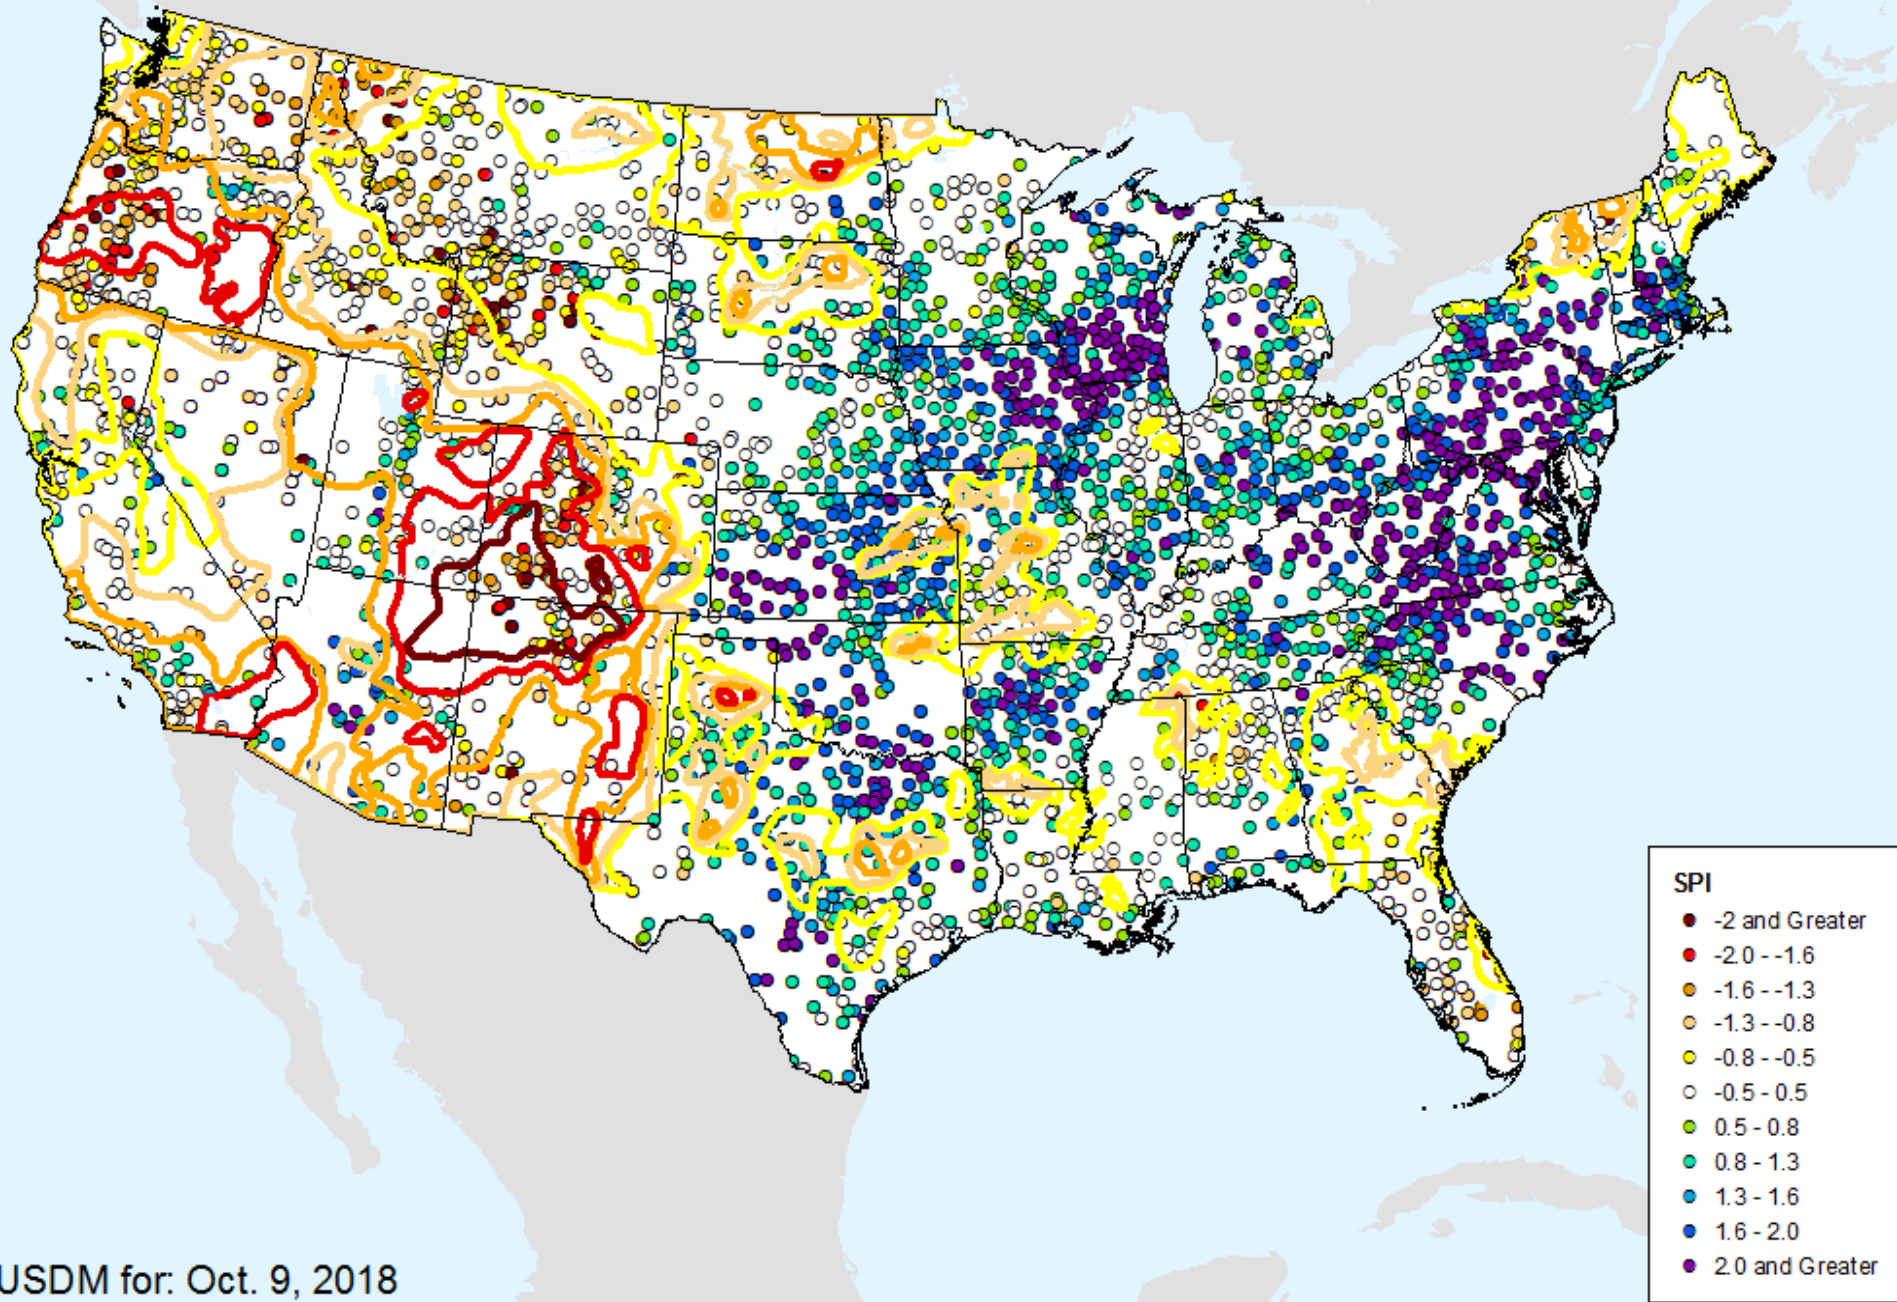 SPI
-2 and Greater
-2.0 - -1.6
-1.6 - -1.3
-1.3 - -0.8
-0.8 - -0.5
-0.5 - 0.5
0.5 - 0.8
0.8 - 1.3
1.3 - 1.6
1.6 - 2.0
2.0 and Greater
USDM for: Oct. 9, 2018